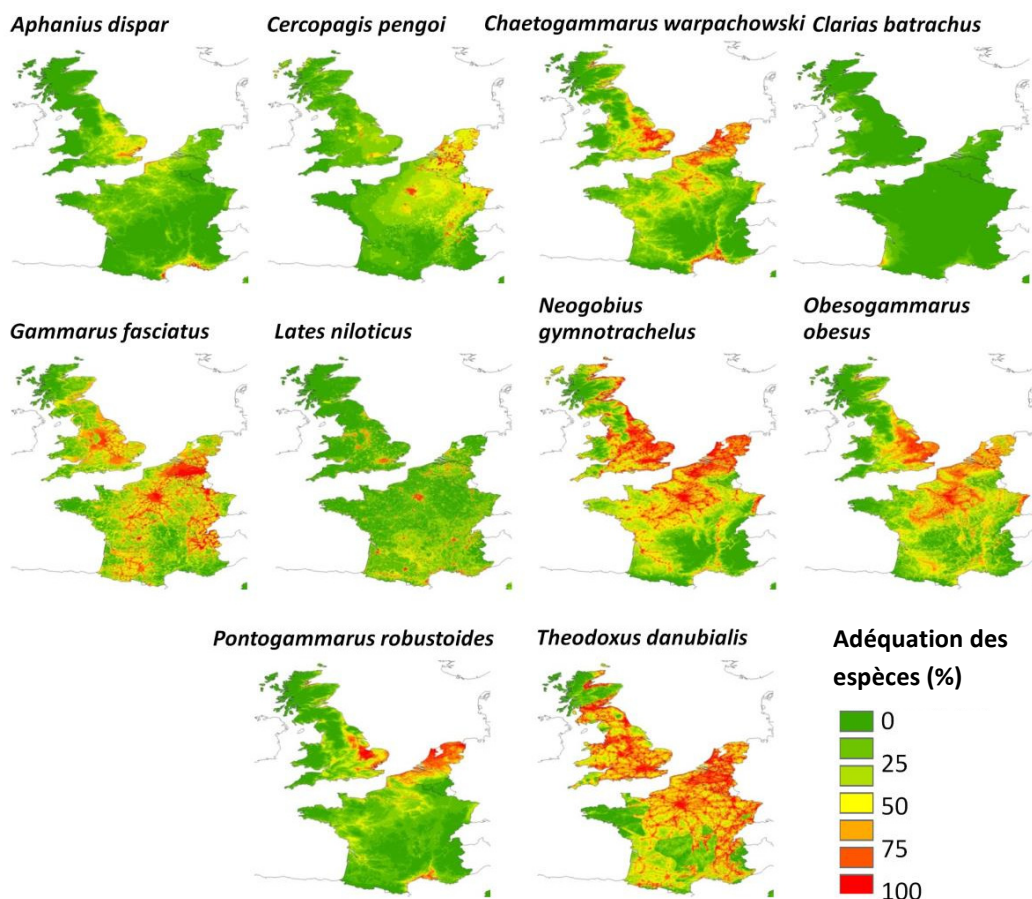 Aphanius dispar
Cercopagis pengoi
Chaetogammarus warpachowski
Clarias batrachus
Gammarus fasciatus
Lates niloticus
Neogobius
gymnotrachelus
Obesogammarus
obesus
Pontogammarus robustoides
Theodoxus danubialis
Adéquation des
espèces (%)
0
25
50
75
100